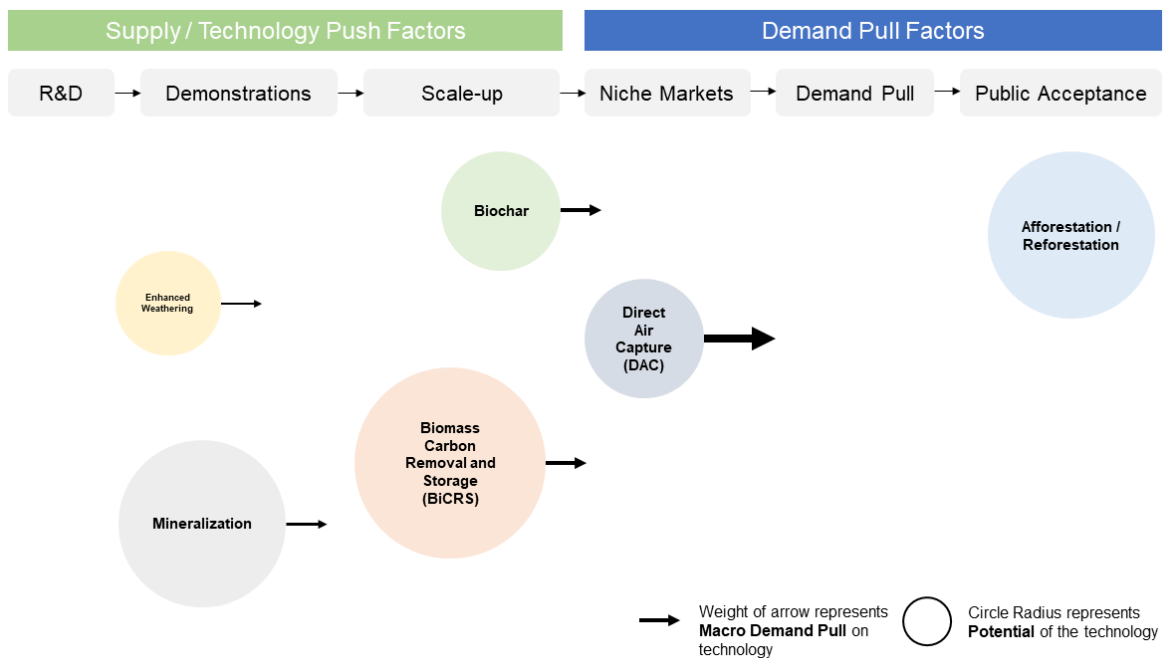 Supply / Technology Push Factors
Demand Pull Factors
R&D
Demonstrations
Scale-up
Niche Markets
Demand Pull
Public Acceptance
Biochar
Afforestation /
Reforestation
Enhanced
Weathering
Direct
Air
Capture
(DAC)
Biomass
Carbon
Removal and
Storage
(BiCRS)
Mineralization
Weight of arrow represents
Macro Demand Pull on
technology
Circle Radius represents
Potential of the technology